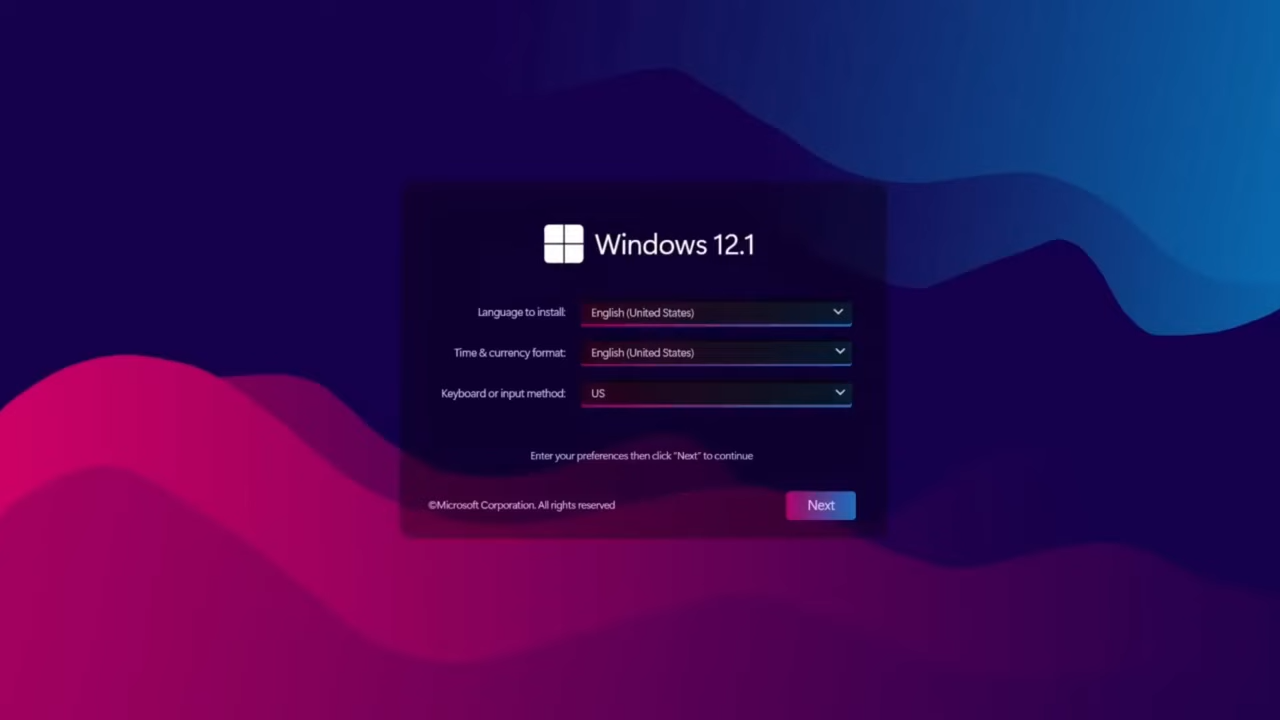 Windows 12.1
Language to install: English (United States)
Time & currency format: English (United States)
Keyboard or input method: US
Enter your preferences then click "Next" to continue
©Microsoft Corporation. All rights reserved Next